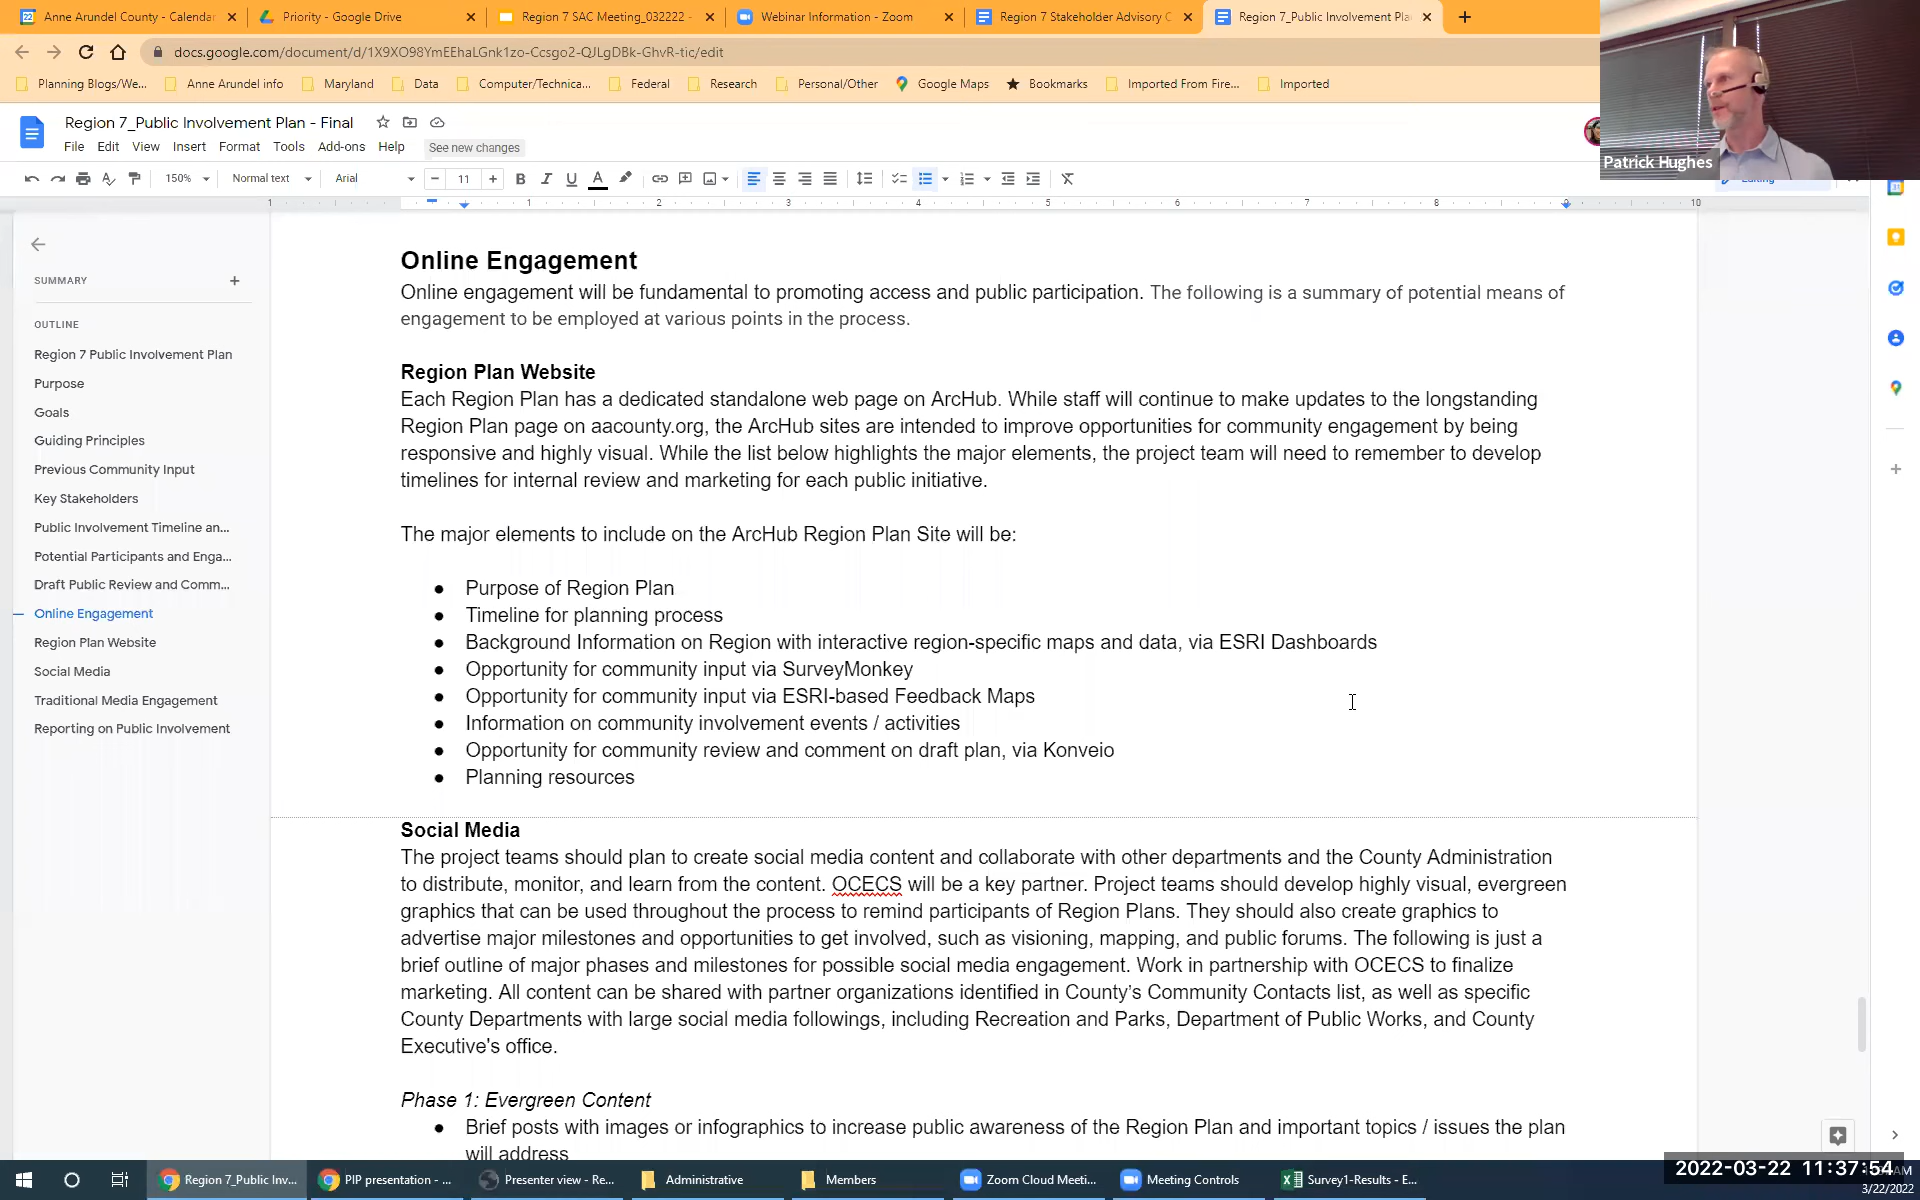 Anne Arundel County - Calendar
Priority - Google Drive
Region 7 SAC Meeting_032222 -
Webinar Information - Zoom
Region 7 Stakeholder Advisory C
Region 7_Public Involvement Pla
docs.google.com/document/d/1X9XO98YmEEhaLGnk1zo-Ccsgo2-QJLgDBk-GhvR-tic/edit
Planning Blogs/We...
Anne Arundel info
Maryland
Data
Computer/Technica...
Federal
Research
Personal/Other
Google Maps
Bookmarks
Imported From Fire...
Imported
Region 7_Public Involvement Plan - Final
File Edit View Insert Format Tools Add-ons Help See new changes
Patrick Hughes
150% Normal text Arial 11
1 1 2 3 4 5 6 7 8 9 10
SUMMARY
OUTLINE
Region 7 Public Involvement Plan
Purpose
Goals
Guiding Principles
Previous Community Input
Key Stakeholders
Public Involvement Timeline an...
Potential Participants and Enga...
Draft Public Review and Comm...
Online Engagement
Region Plan Website
Social Media
Traditional Media Engagement
Reporting on Public Involvement
Online Engagement
Online engagement will be fundamental to promoting access and public participation. The following is a summary of potential means of
engagement to be employed at various points in the process.
Region Plan Website
Each Region Plan has a dedicated standalone web page on ArcHub. While staff will continue to make updates to the longstanding
Region Plan page on aacounty.org, the ArcHub sites are intended to improve opportunities for community engagement by being
responsive and highly visual. While the list below highlights the major elements, the project team will need to remember to develop
timelines for internal review and marketing for each public initiative.
The major elements to include on the ArcHub Region Plan Site will be:
● Purpose of Region Plan
● Timeline for planning process
● Background Information on Region with interactive region-specific maps and data, via ESRI Dashboards
● Opportunity for community input via SurveyMonkey
● Opportunity for community input via ESRI-based Feedback Maps
● Information on community involvement events / activities
● Opportunity for community review and comment on draft plan, via Konveio
● Planning resources
Social Media
The project teams should plan to create social media content and collaborate with other departments and the County Administration
to distribute, monitor, and learn from the content. OCECS will be a key partner. Project teams should develop highly visual, evergreen
graphics that can be used throughout the process to remind participants of Region Plans. They should also create graphics to
advertise major milestones and opportunities to get involved, such as visioning, mapping, and public forums. The following is just a
brief outline of major phases and milestones for possible social media engagement. Work in partnership with OCECS to finalize
marketing. All content can be shared with partner organizations identified in County's Community Contacts list, as well as specific
County Departments with large social media followings, including Recreation and Parks, Department of Public Works, and County
Executive's office.
Phase 1: Evergreen Content
● Brief posts with images or infographics to increase public awareness of the Region Plan and important topics / issues the plan
will address
Region 7_Public Inv...
PIP presentation - ...
Presenter view - Re...
Administrative
Members
Zoom Cloud Meeti...
Meeting Controls
Survey1-Results - E...
2022-03-22 11:37:54
3/22/2022